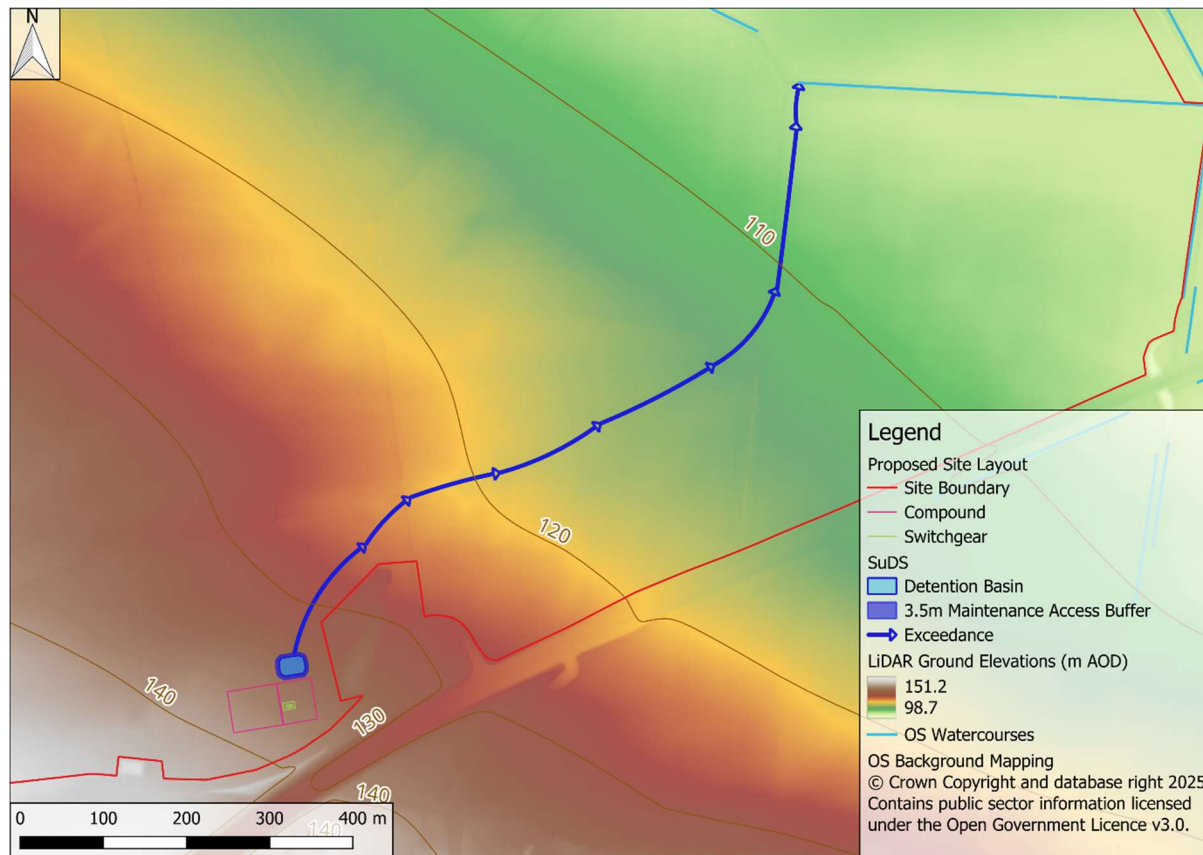 N
110
120
130
140
140
140
Legend
Proposed Site Layout
Site Boundary
Compound
Switchgear
SuDS
Detention Basin
3.5m Maintenance Access Buffer
Exceedance
LiDAR Ground Elevations (m AOD)
151.2
98.7
OS Watercourses
OS Background Mapping
© Crown Copyright and database right 2025
Contains public sector information licensed
under the Open Government Licence v3.0.
0 100 200 300 400 m